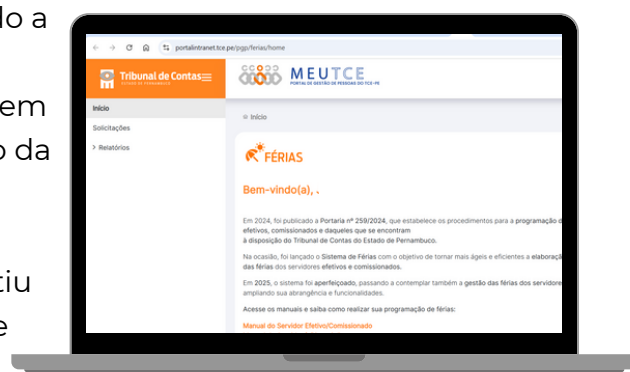 do a
em
o da
tiu
e
portalintranet.tce.pe/pgp/ferias/home
Tribunal de Contas
ESTADO DE PERNAMBUCO
MEUTCE
PORTAL DE GESTÃO DE PESSOAS DO TCE-PE
Início
Solicitações
> Relatórios
Início
FÉRIAS
Bem-vindo(a), .
Em 2024, foi publicado a Portaria nº 259/2024, que estabelece os procedimentos para a programação d
efetivos, comissionados e daqueles que se encontram
à disposição do Tribunal de Contas do Estado de Pernambuco.
Na ocasião, foi lançado o Sistema de Férias com o objetivo de tornar mais ágeis e eficientes a elaboraçã
das férias dos servidores efetivos e comissionados.
Em 2025, o sistema foi aperfeiçoado, passando a contemplar também a gestão das férias dos servidore
ampliando sua abrangência e funcionalidades.
Acesse os manuais e saiba como realizar sua programação de férias:
Manual do Servidor Efetivo/Comissionado